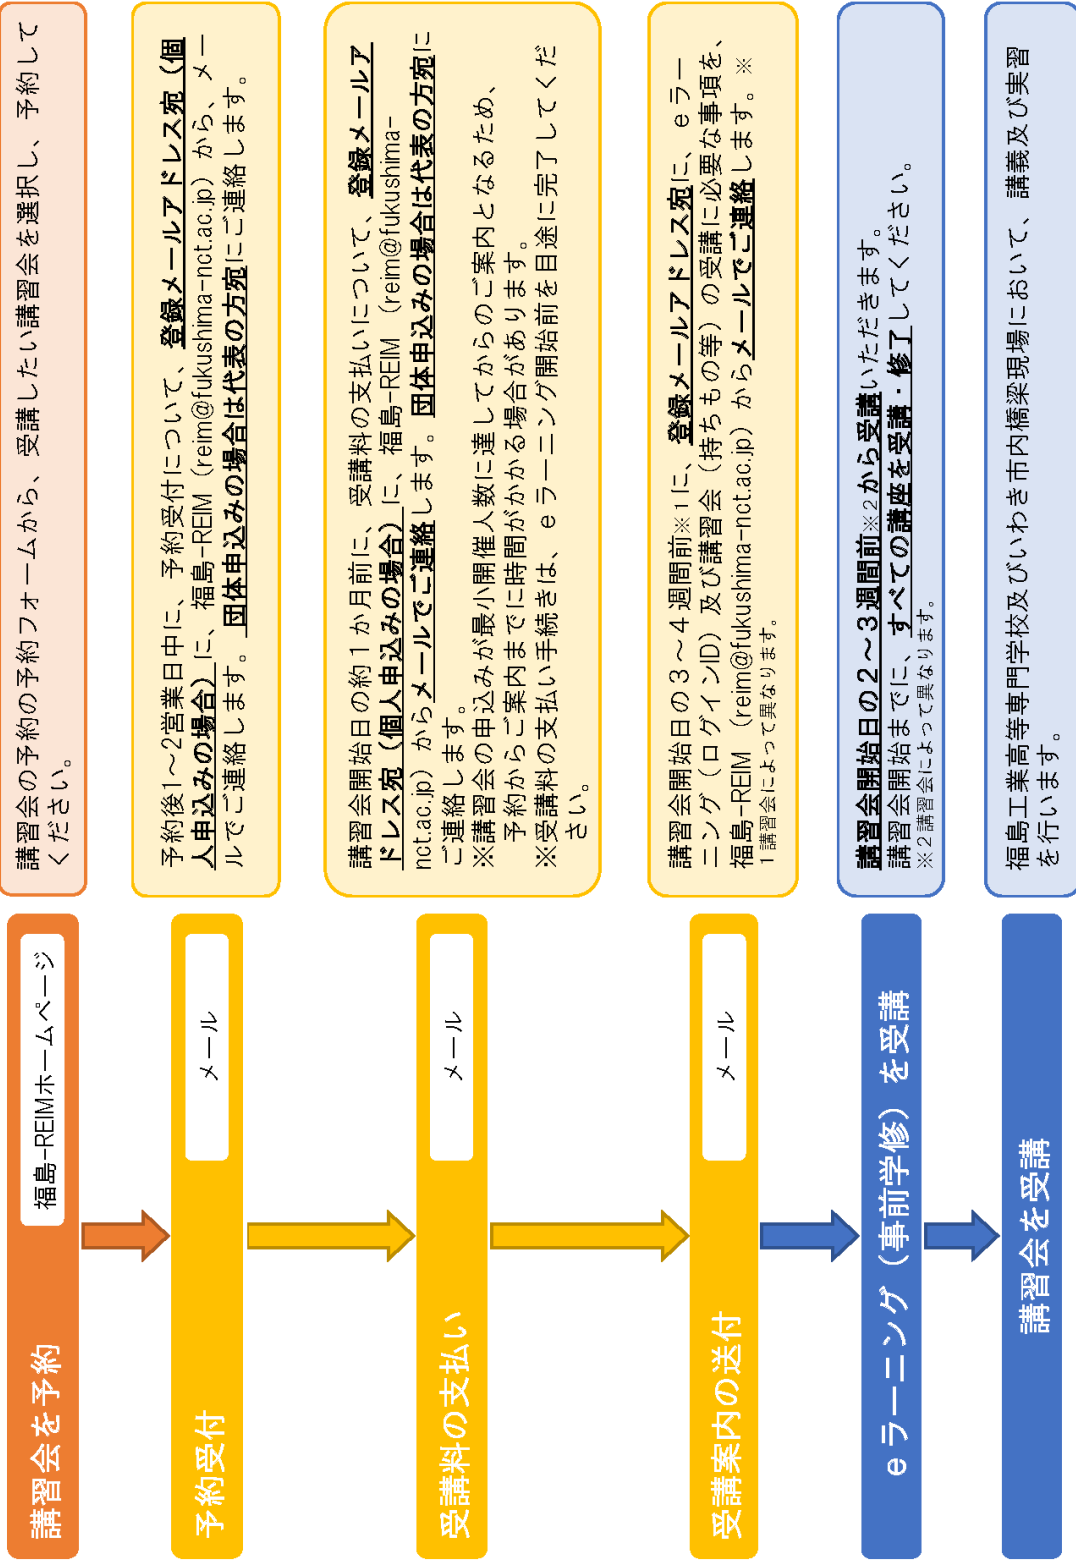 講習会を予約
福島-REIMホームページ
講習会の予約の予約フォームから、受講したい講習会を選択し、予約して
ください。
予約受付
メール
予約後1～2営業日中に、予約受付について、登録メールアドレス宛（個
人申込みの場合）に、福島-REIM（reim@fukushima-nct.ac.jp）から、メー
ルでご連絡します。団体申込みの場合は代表の方宛にご連絡します。
受講料の支払い
メール
講習会開始日の約１か月前に、受講料の支払いについて、登録メールア
ドレス宛（個人申込みの場合）に、福島-REIM（reim@fukushima-
nct.ac.jp）からメールでご連絡します。団体申込みの場合は代表の方宛に
ご連絡します。
※講習会の申込みが最小開催人数に達してからのご案内となるため、
予約からご案内までに時間がかかる場合があります。
※受講料の支払い手続きは、ｅラーニング開始前を目途に完了してくだ
さい。
受講案内の送付
メール
講習会開始日の３～４週間前※1に、登録メールアドレス宛に、ｅラー
ニング（ログインID）及び講習会（持ちもの等）の受講に必要な事項を、
福島-REIM（reim@fukushima-nct.ac.jp）からメールでご連絡します。※
１講習会によって異なります。
ｅラーニング（事前学修）を受講
講習会開始日の２～３週間前※2から受講いただきます。
講習会開始までに、すべての講座を受講・修了してください。
※２講習会によって異なります。
講習会を受講
福島工業高等専門学校及びいわき市内橋梁現場において、講義及び実習
を行います。